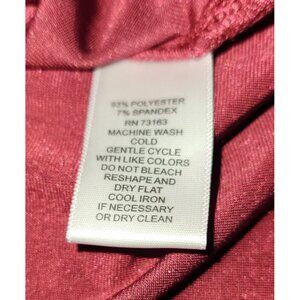 93% POLYESTER
7% SPANDEX
RN 73163
MACHINE WASH
COLD
GENTLE CYCLE
WITH LIKE COLORS
DO NOT BLEACH
RESHAPE AND
DRY FLAT
COOL IRON
IF NECESSARY
OR DRY CLEAN